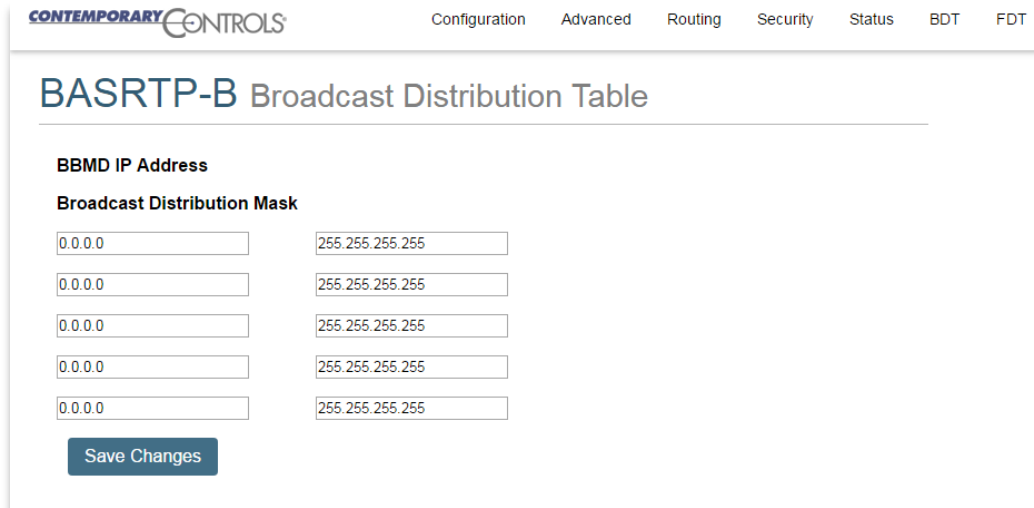 CONTEMPORARY CONTROLS® Configuration Advanced Routing Security Status BDT FDT
BASRTP-B Broadcast Distribution Table
BBMD IP Address
Broadcast Distribution Mask
0.0.0.0 255.255.255.255
0.0.0.0 255.255.255.255
0.0.0.0 255.255.255.255
0.0.0.0 255.255.255.255
0.0.0.0 255.255.255.255
Save Changes